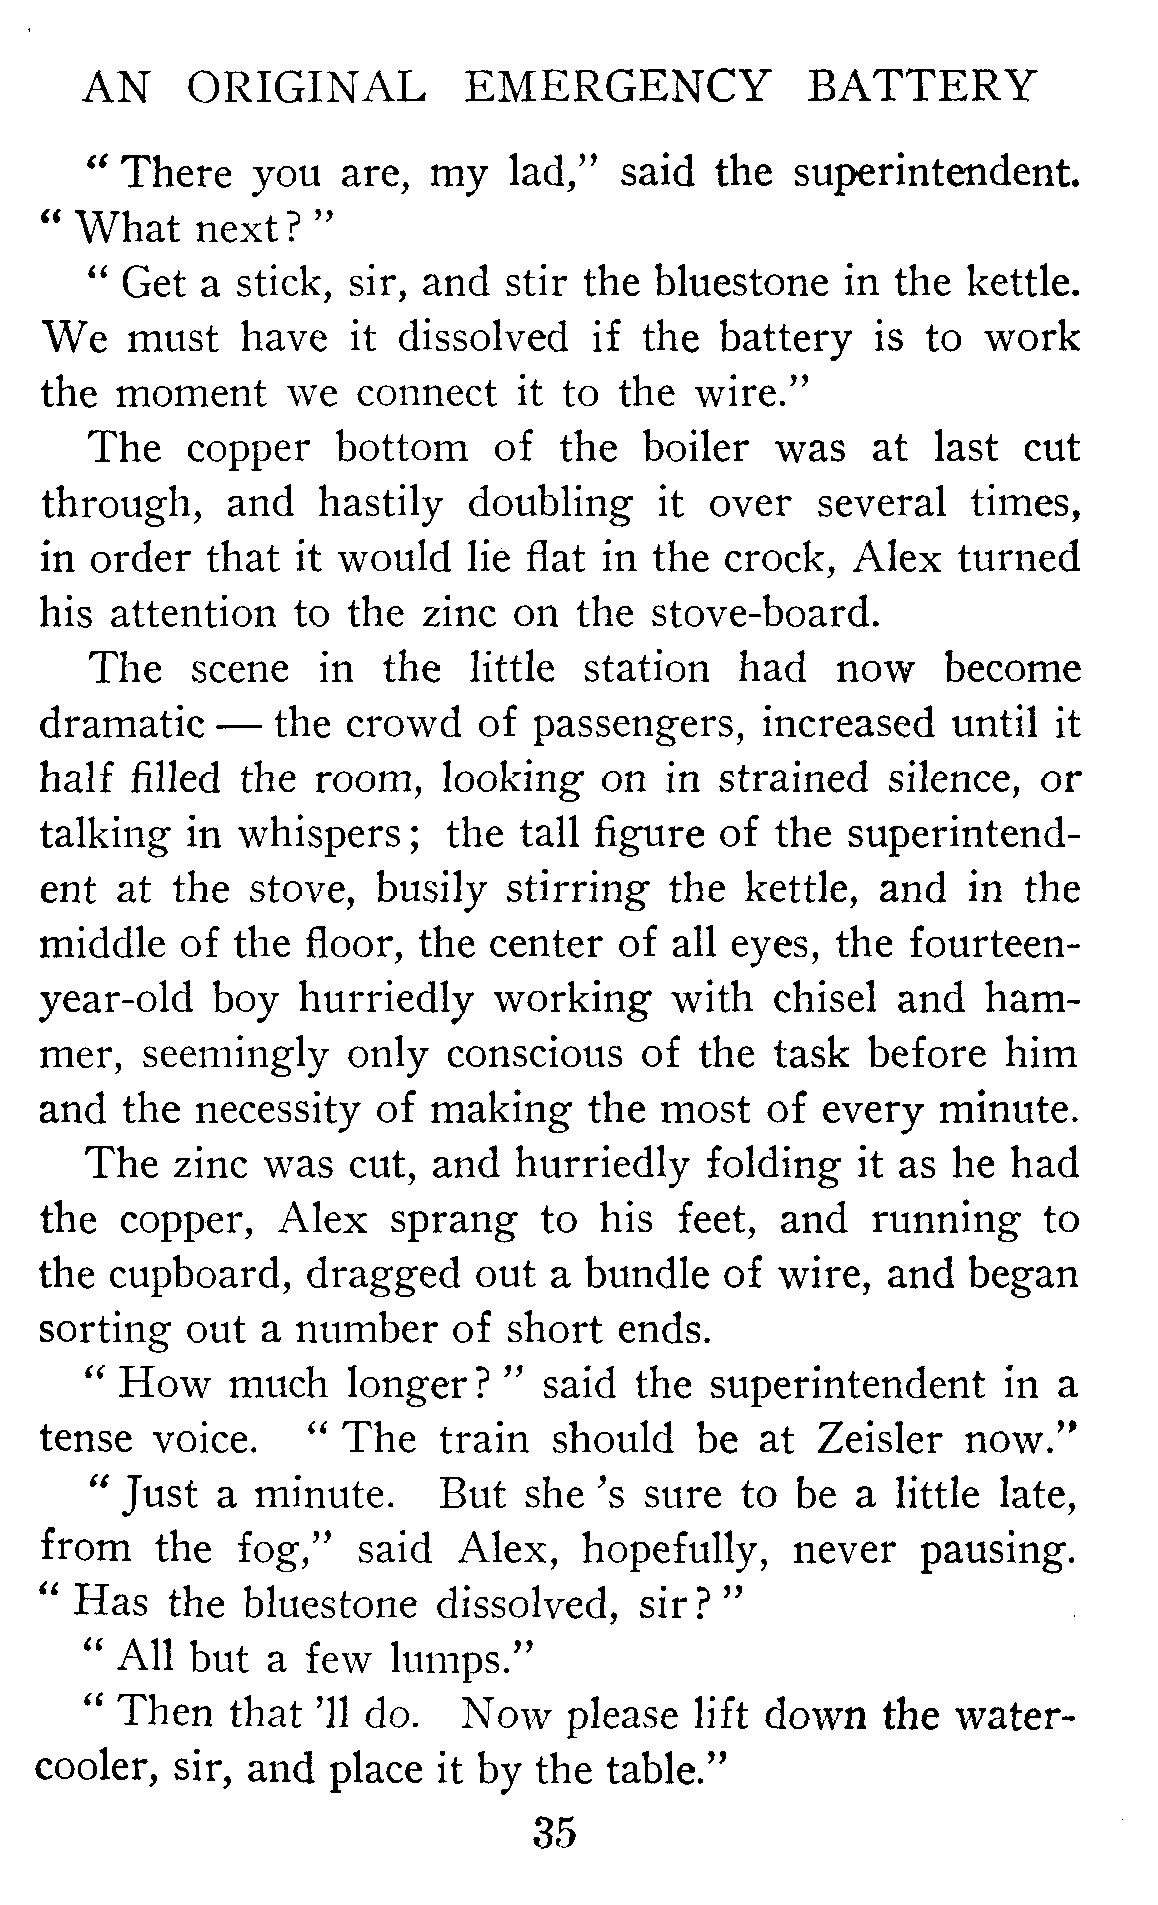 AN ORIGINAL EMERGENCY BATTERY
“ There you are, my lad,” said the superintendent.
“ What next? ”
“ Get a stick, sir, and stir the bluestone in the kettle.
We must have it dissolved if the battery is to work
the moment we connect it to the wire.”
The copper bottom of the boiler was at last cut
through, and hastily doubling it over several times,
in order that it would lie flat in the crock, Alex turned
his attention to the zinc on the stove-board.
The scene in the little station had now become
dramatic — the crowd of passengers, increased until it
half filled the room, looking on in strained silence, or
talking in whispers; the tall figure of the superintend-
ent at the stove, busily stirring the kettle, and in the
middle of the floor, the center of all eyes, the fourteen-
year-old boy hurriedly working with chisel and ham-
mer, seemingly only conscious of the task before him
and the necessity of making the most of every minute.
The zinc was cut, and hurriedly folding it as he had
the copper, Alex sprang to his feet, and running to
the cupboard, dragged out a bundle of wire, and began
sorting out a number of short ends.
“ How much longer? ” said the superintendent in a
tense voice. “ The train should be at Zeisler now.”
“ Just a minute. But she ’s sure to be a little late,
from the fog,” said Alex, hopefully, never pausing.
“ Has the bluestone dissolved, sir? ”
“ All but a few lumps.”
“ Then that ’ll do. Now please lift down the water-
cooler, sir, and place it by the table.”
35